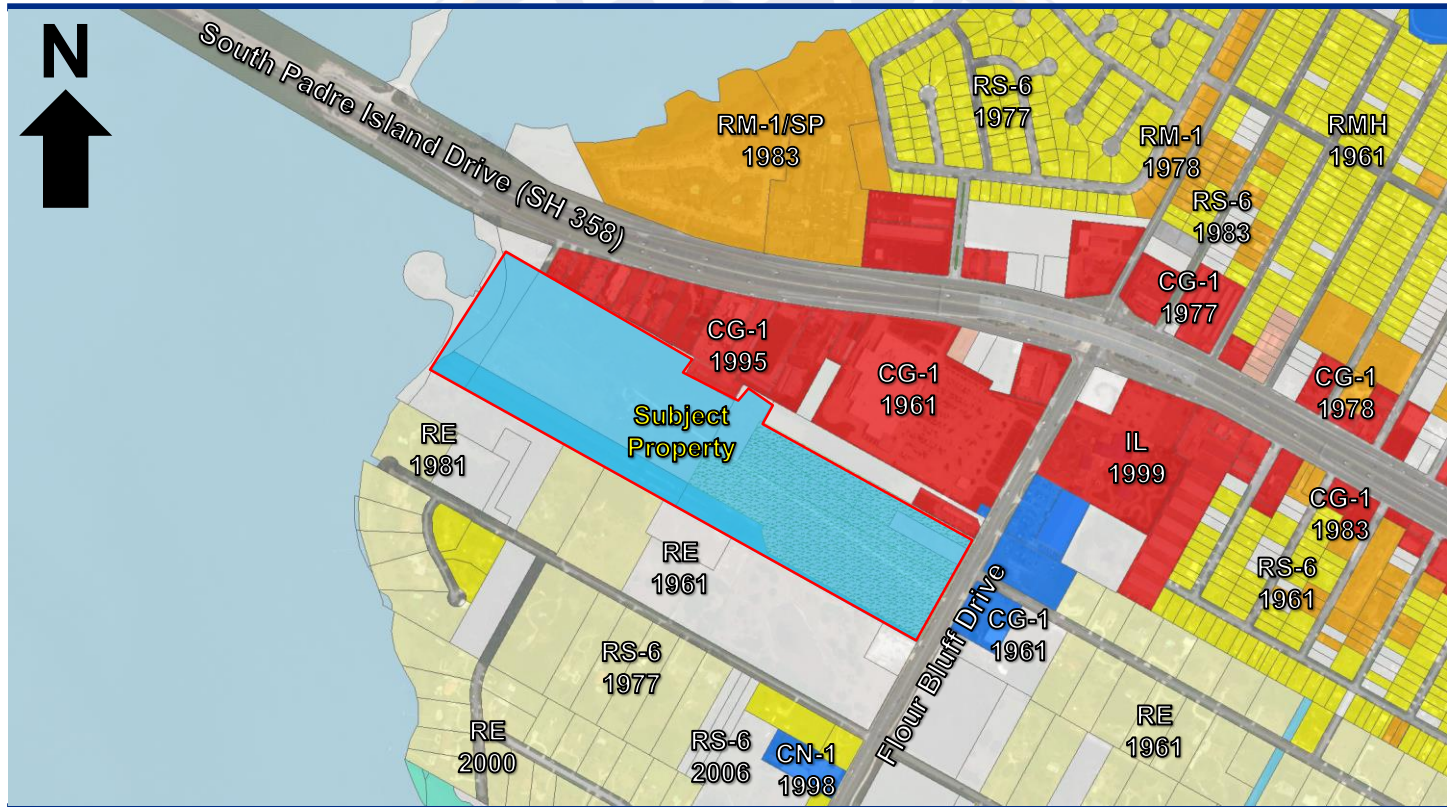 N
South Padre Island Drive (SH 358)
RM-1/SP
1983
RS-6
1977
RM-1
1978
RMH
1961
RS-6
1983
CG-1
1977
CG-1
1995
CG-1
1961
CG-1
1978
Subject
Property
RE
1981
IL
1999
CG-1
1983
RE
1961
RS-6
1961
Flour Bluff Drive
CG-1
1961
RS-6
1977
RE
2000
RS-6
2006
CN-1
1998
RE
1961